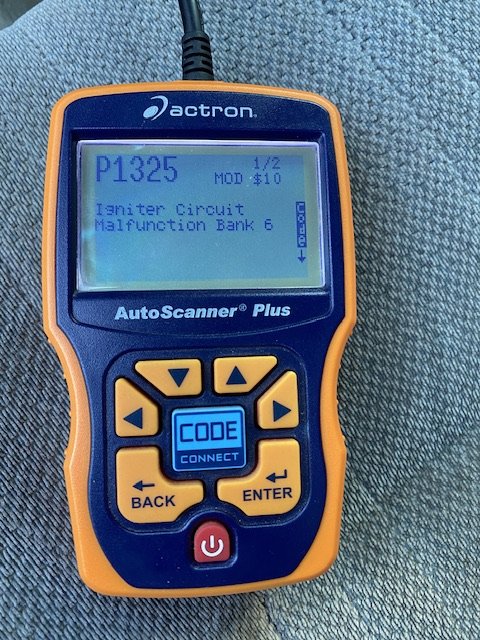 actron®
P1325
1/2
MOD $10
Igniter Circuit
Malfunction Bank 6
Code
AutoScanner® Plus
CODE
CONNECT
BACK
ENTER